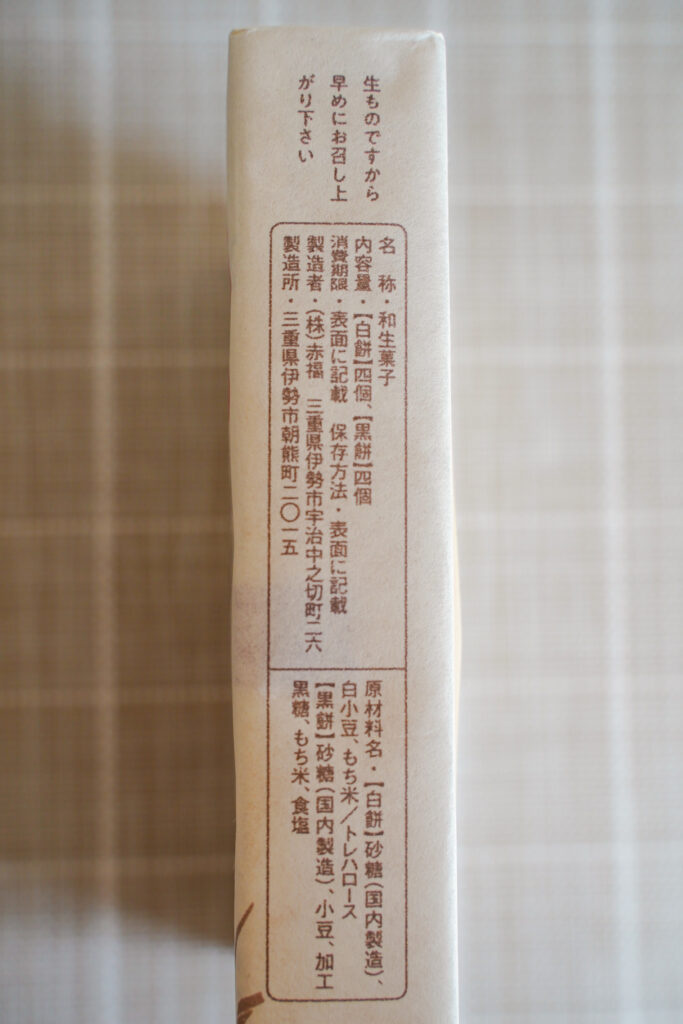 生ものですから
早めにお召し上
がり下さい
名　称・和生菓子
内容量・【白餅】四個、【黒餅】四個
消費期限・表面に記載　保存方法・表面に記載
製造者・(株)赤福　三重県伊勢市宇治中之切町二六
製造所・三重県伊勢市朝熊町二〇一五
原材料名・【白餅】砂糖(国内製造)、
白小豆、もち米／トレハロース
【黒餅】砂糖(国内製造)、小豆、加工
黒糖、もち米、食塩